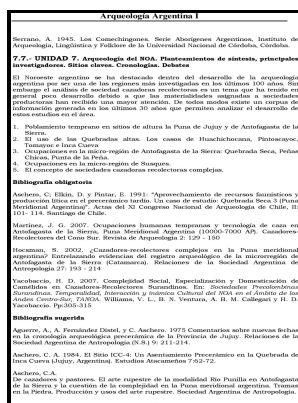 Arqueología Argentina I
Serrano, A. 1945. Los Comechingones. Serie Aborígenes Argentinos, Instituto de
Arqueología, Lingüística y Folklore de la Universidad Nacional de Córdoba, Córdoba.
7.7.- UNIDAD 7. Arqueología del NOA. Planteamientos de síntesis, principales
investigadores. Sitios claves. Cronologías. Debates
El Noroeste argentino se ha destacado dentro del desarrollo de la arqueología
argentina por ser una de las regiones más investigadas en los últimos 100 años. Sin
embargo el análisis de sociedad cazadoras recolectoras es un tema que ha tenido en
general poco desarrollo debido a que las materialidades asignadas a sociedades
productoras han recibido una mayor atención. De todos modos existe un corpus de
información generado en los últimos 30 años que permiten analizar el desarrollo de
estos estudios en el área.
1. Poblamiento temprano en sitios de altura la Puna de Jujuy y de Antofagasta de la
Sierra.
2. El uso de las Quebradas altas. Los casos de Huachichocana, Pintoscayoc,
Tomayoc e Inca Cueva
3. Ocupaciones en la micro-región de Antofagasta de la Sierra: Quebrada Seca, Peñas
Chicas, Punta de la Peña.
4. Ocupaciones en la micro-región de Susques.
5. El concepto de sociedades cazadoras recolectoras complejas.
Bibliografía obligatoria
Aschero, C; Elkin, D. y Pintar, E. 1991: "Aprovechamiento de recursos faunísticos y
producción lítica en el precerámico tardío. Un caso de estudio: Quebrada Seca 3 (Puna
Meridional Argentina)". Actas del XI Congreso Nacional de Arqueología de Chile, II;
101- 114. Santiago de Chile.
Martínez, J. G. 2007. Ocupaciones humanas tempranas y tecnología de caza en
Antofagasta de la Sierra, Puna Meridional Argentina (10000-7000 AP). Cazadores-
Recolectores del Cono Sur. Revista de Arqueología 2: 129 - 150
Hocsman, S. 2002. ¿Cazadores-recolectores complejos en la Puna meridional
argentina? Entrelazando evidencias del registro arqueológico de la microrregión de
Antofagasta de la Sierra (Catamarca). Relaciones de la Sociedad Argentina de
Antropología 27: 193 - 214
Yacobaccio, H. D. 2007. Complejidad Social, Especialización y Domesticación de
Camélidos en Cazadores-Recolectores Surandinos. En: Sociedades Precolombinas
Surandinas. Temporalidad, Interacción y inámica Cultural del NOA en el Ámbito de los
Andes Centro-Sur, TANOA. Williams, V. L., B. N. Ventura, A. B. M. Callegari y H. D.
Yacobaccio. Pp:305-315
Bibliografía sugerida
Aguerre, A., A. Fernández Distel, y C. Aschero. 1975 Comentarios sobre nuevas fechas
en la cronología arqueológica precerámica de la Provincia de Jujuy. Relaciones de la
Sociedad Argentina de Antropología (N.S.) 9: 211-214.
Aschero, C. A. 1984. El Sitio ICC-4: Un Asentamiento Precerámico en la Quebrada de
Inca Cueva (Jujuy, Argentina). Estudios Atacameños 7:62-72.
Aschero, C.A.
De cazadores y pastores. El arte rupestre de la modalidad Río Punilla en Antofagasta
de la Sierra y la cuestión de la complejidad en la Puna meridional argentina. Tramas
en la Piedra. Producción y usos del arte rupestre. Sociedad Argentina de Antropología.